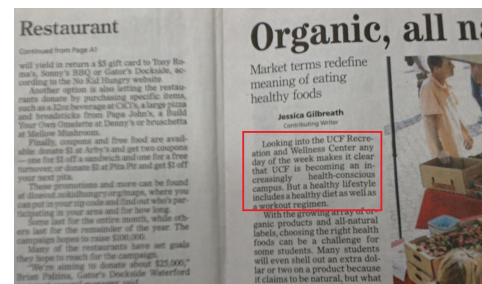 Restaurant
Continued from Page A1
will yield in return a $5 gift card to Tony Ro-
ma's, Sonny's BBQ or Gator's Dockside, ac-
cording to the No Kid Hungry website.
Another option is also letting the restau-
rants donate by purchasing specific items,
such as a 32oz beverage at CKD's, a large pizza
and breadsticks from Papa John's, a Build
Your Own Omelette at Denny's or bruschetta
at Mellow Mushroom.
Finally, coupons and free food are avail-
able: donate $1 at Arby's and get two coupons
— one for $1 off a sandwich and one for a free
turnover, or donate $2 at Pita Pit and get $1 off
your next pita.
These promotions and more can be found
at dineout.nokidhungry.org/maps, where you
can put in your zip code and find out who's par-
ticipating in your area and for how long.
Some last for the entire month, while oth-
ers last for the remainder of the year. The
campaign hopes to raise $100,000.
Many of the restaurants have set goals
they hope to reach for the campaign.
"We're aiming to donate about $25,000,"
Brian Palzina, Gator's Dockside Waterford
said
Organic, all
Market terms redefine
meaning of eating
healthy foods
Jessica Gilbreath
Contributing Writer
Looking into the UCF Recre-
ation and Wellness Center any
day of the week makes it clear
that UCF is becoming an in-
creasingly health-conscious
campus. But a healthy lifestyle
includes a healthy diet as well as
a workout regimen.
With the growing array of or-
ganic products and all-natural
labels, choosing the right health
foods can be a challenge for
some students. Many students
will even shell out an extra dol-
lar or two on a product because
it claims to be natural, but what